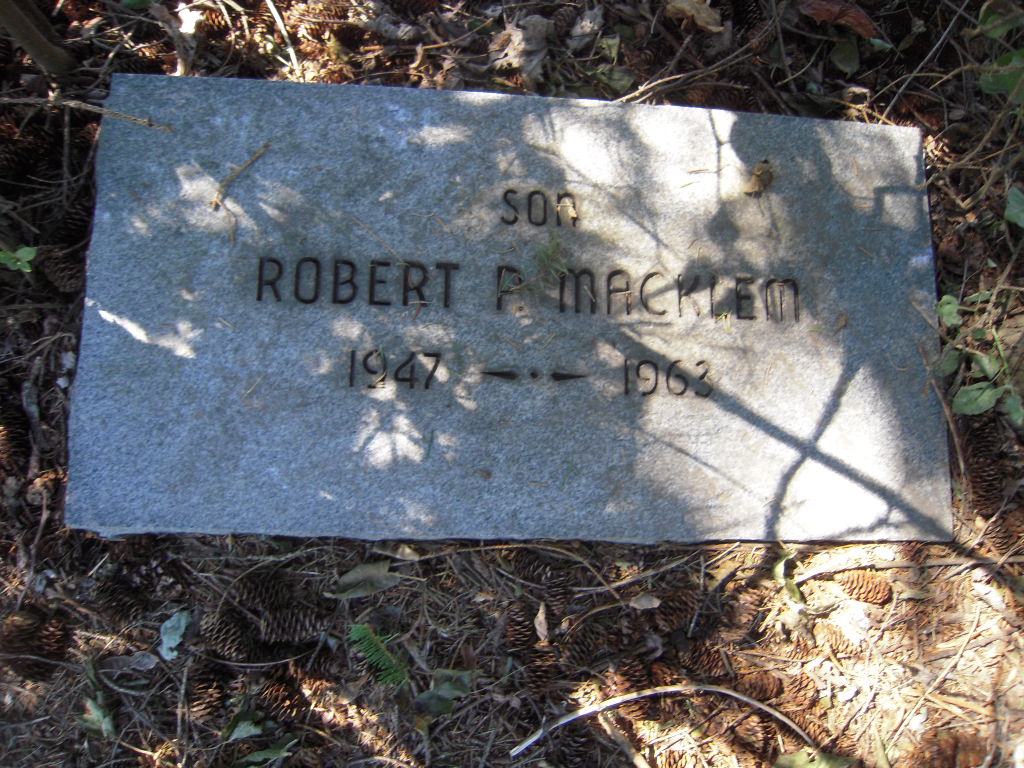 SON
ROBERT P. MACKLEM
1947 — • — 1963